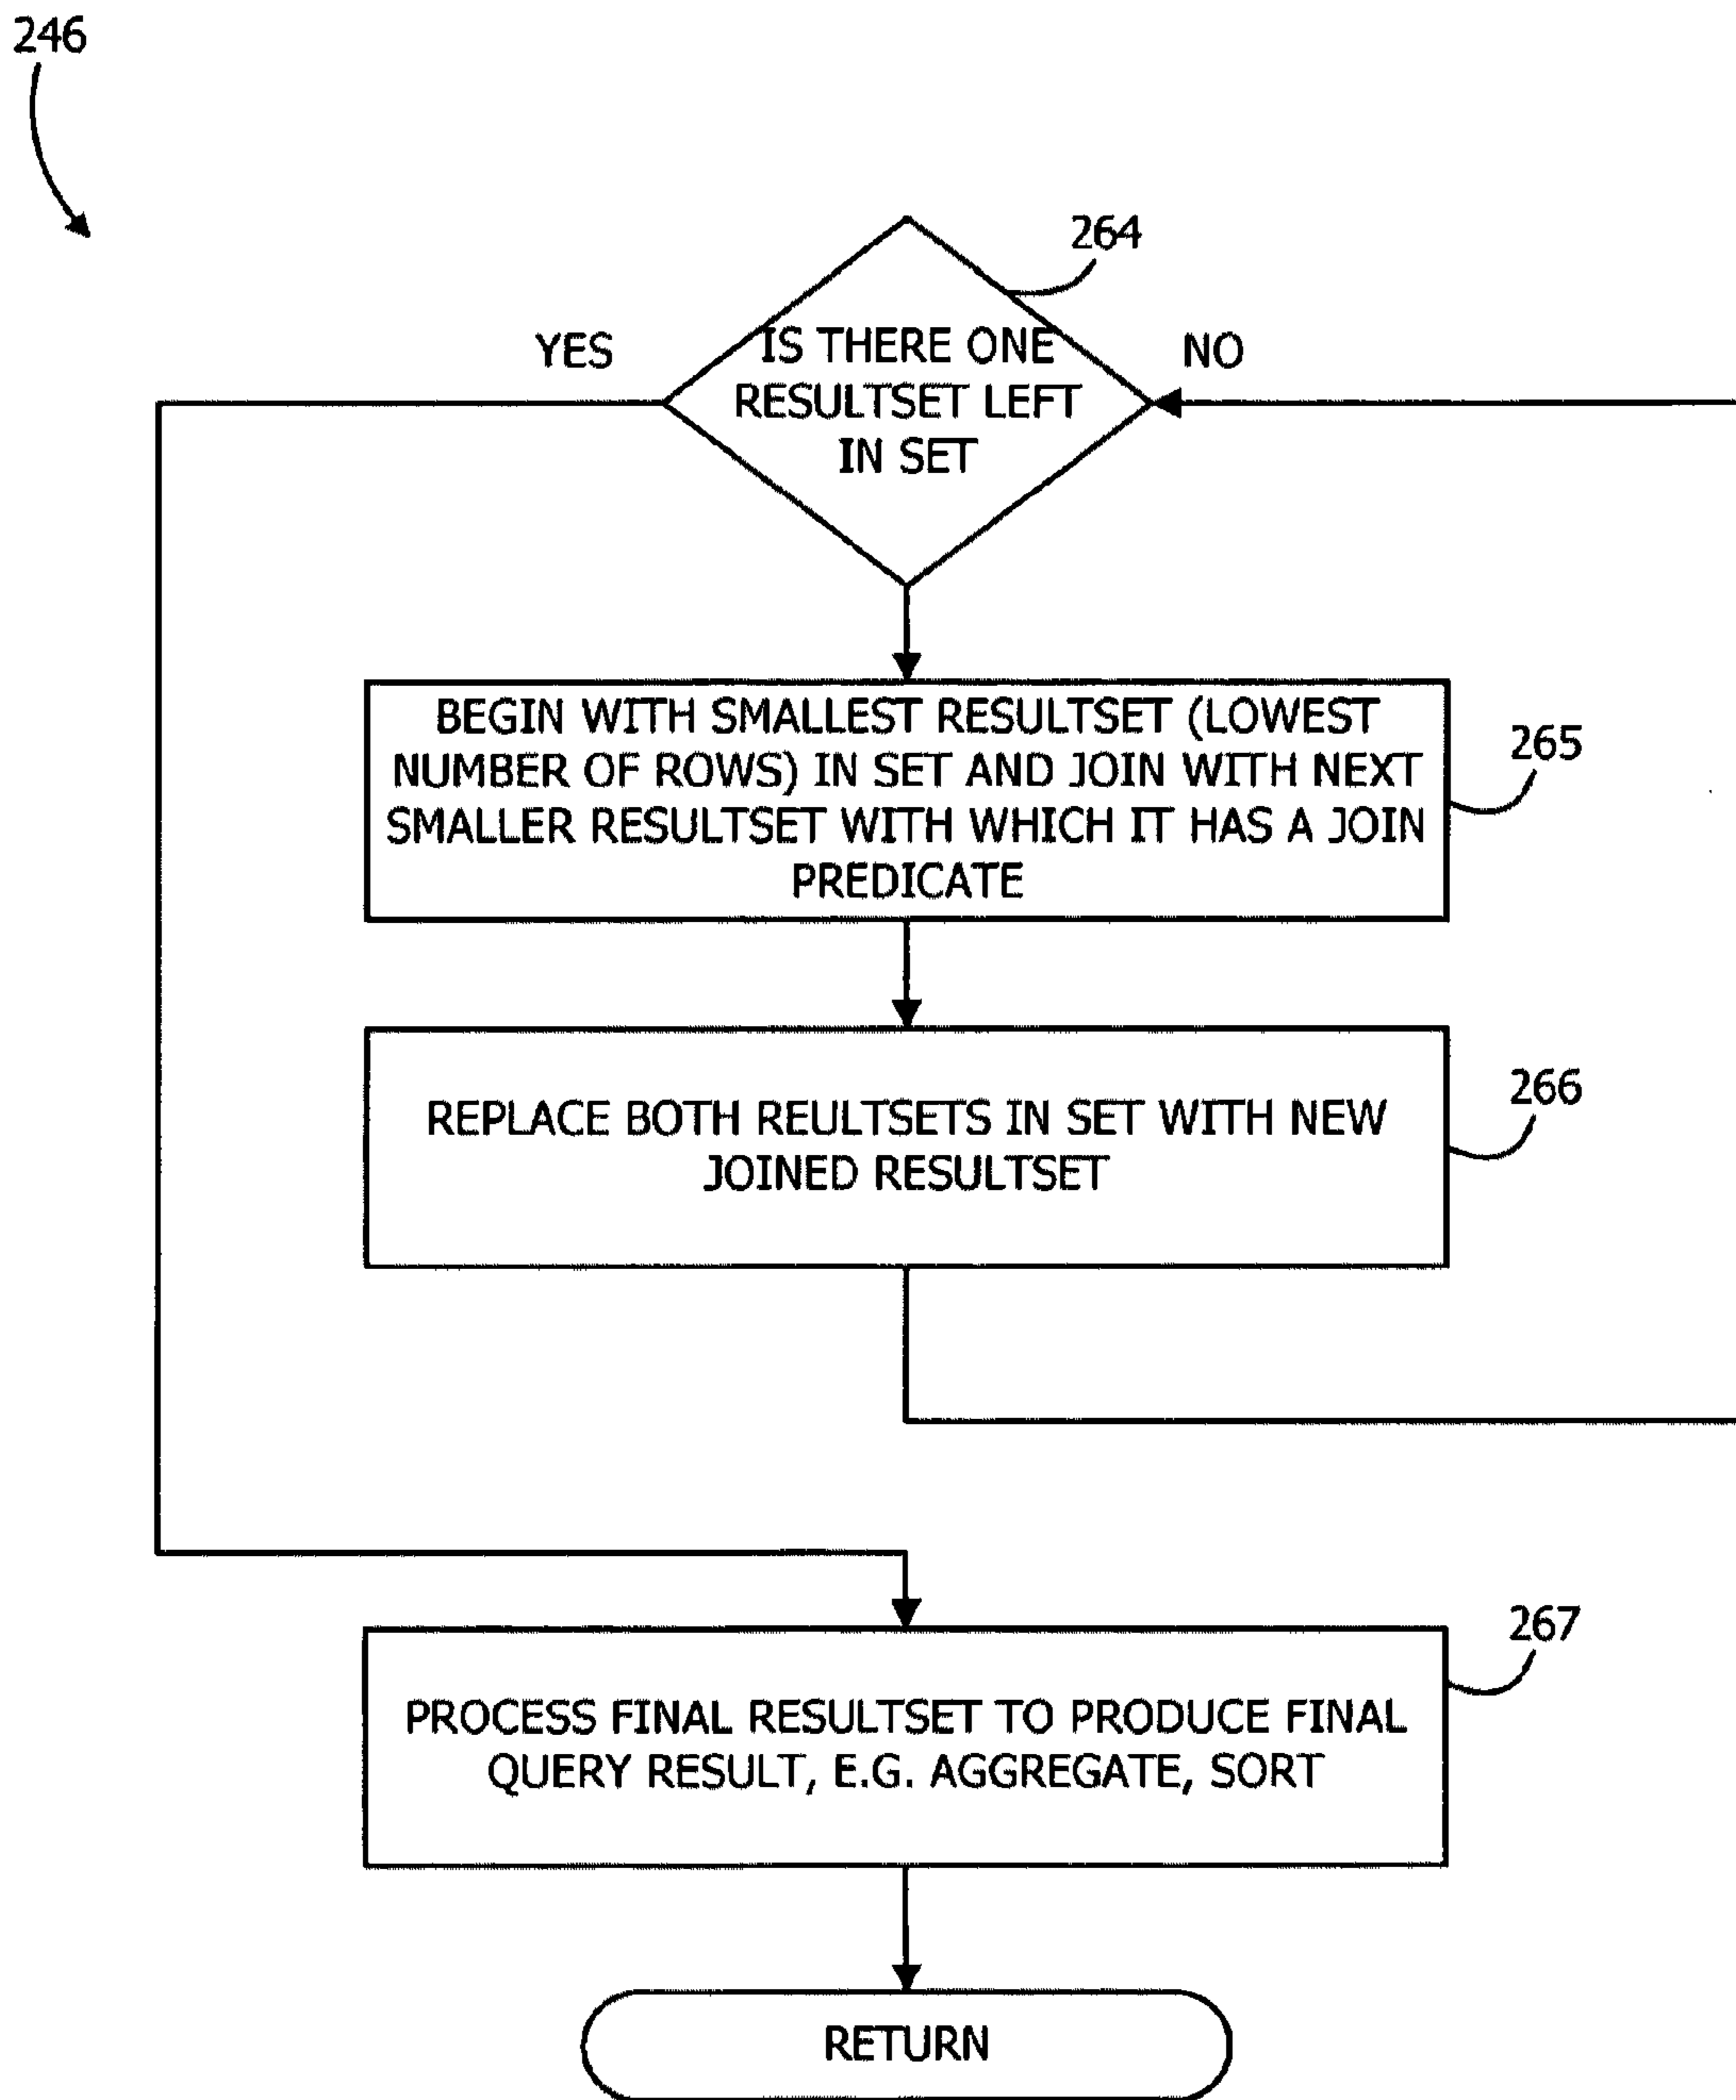 246
264
YES
NO
IS THERE ONE
RESULTSET LEFT
IN SET
BEGIN WITH SMALLEST RESULTSET (LOWEST
NUMBER OF ROWS) IN SET AND JOIN WITH NEXT
SMALLER RESULTSET WITH WHICH IT HAS A JOIN
PREDICATE
265
REPLACE BOTH REULTSETS IN SET WITH NEW
JOINED RESULTSET
266
PROCESS FINAL RESULTSET TO PRODUCE FINAL
QUERY RESULT, E.G. AGGREGATE, SORT
267
RETURN